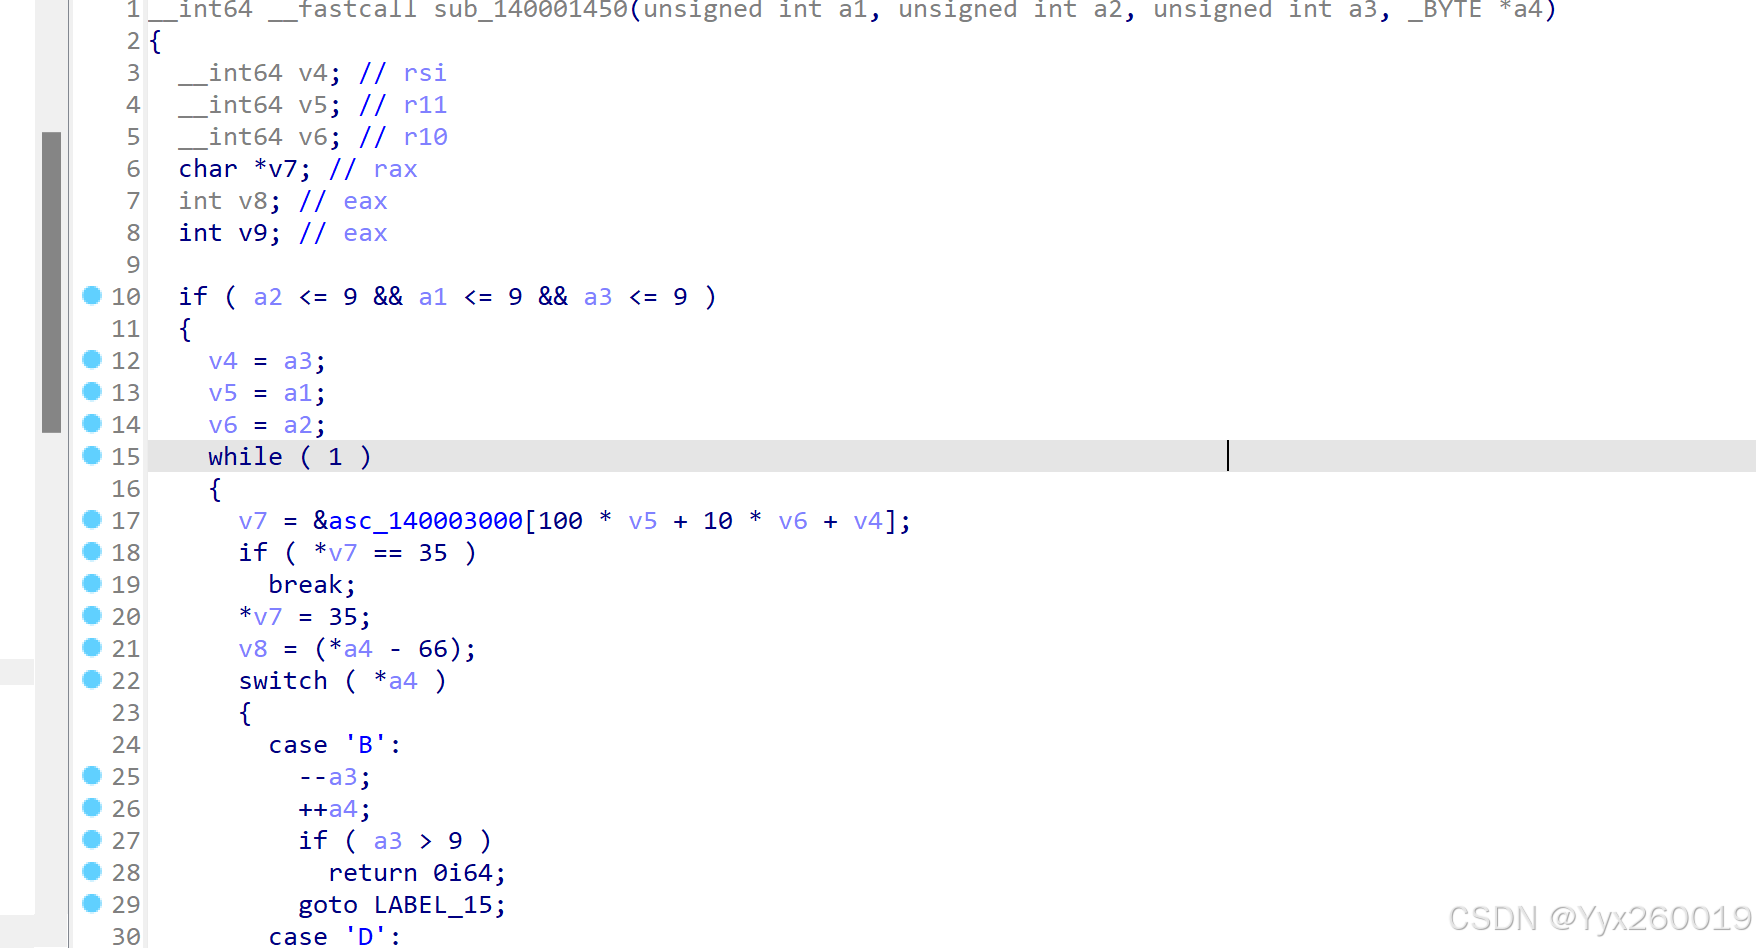 1 __int64 __fastcall sub_140001450(unsigned int a1, unsigned int a2, unsigned int a3, _BYTE *a4)
2 {
3   __int64 v4; // rsi
4   __int64 v5; // r11
5   __int64 v6; // r10
6   char *v7; // rax
7   int v8; // eax
8   int v9; // eax
9
10   if ( a2 <= 9 && a1 <= 9 && a3 <= 9 )
11   {
12     v4 = a3;
13     v5 = a1;
14     v6 = a2;
15     while ( 1 )
16     {
17       v7 = &asc_140003000[100 * v5 + 10 * v6 + v4];
18       if ( *v7 == 35 )
19         break;
20       *v7 = 35;
21       v8 = (*a4 - 66);
22       switch ( *a4 )
23       {
24         case 'B':
25           --a3;
26           ++a4;
27           if ( a3 > 9 )
28             return 0i64;
29           goto LABEL_15;
30         case 'D':
CSDN @Yyx260019